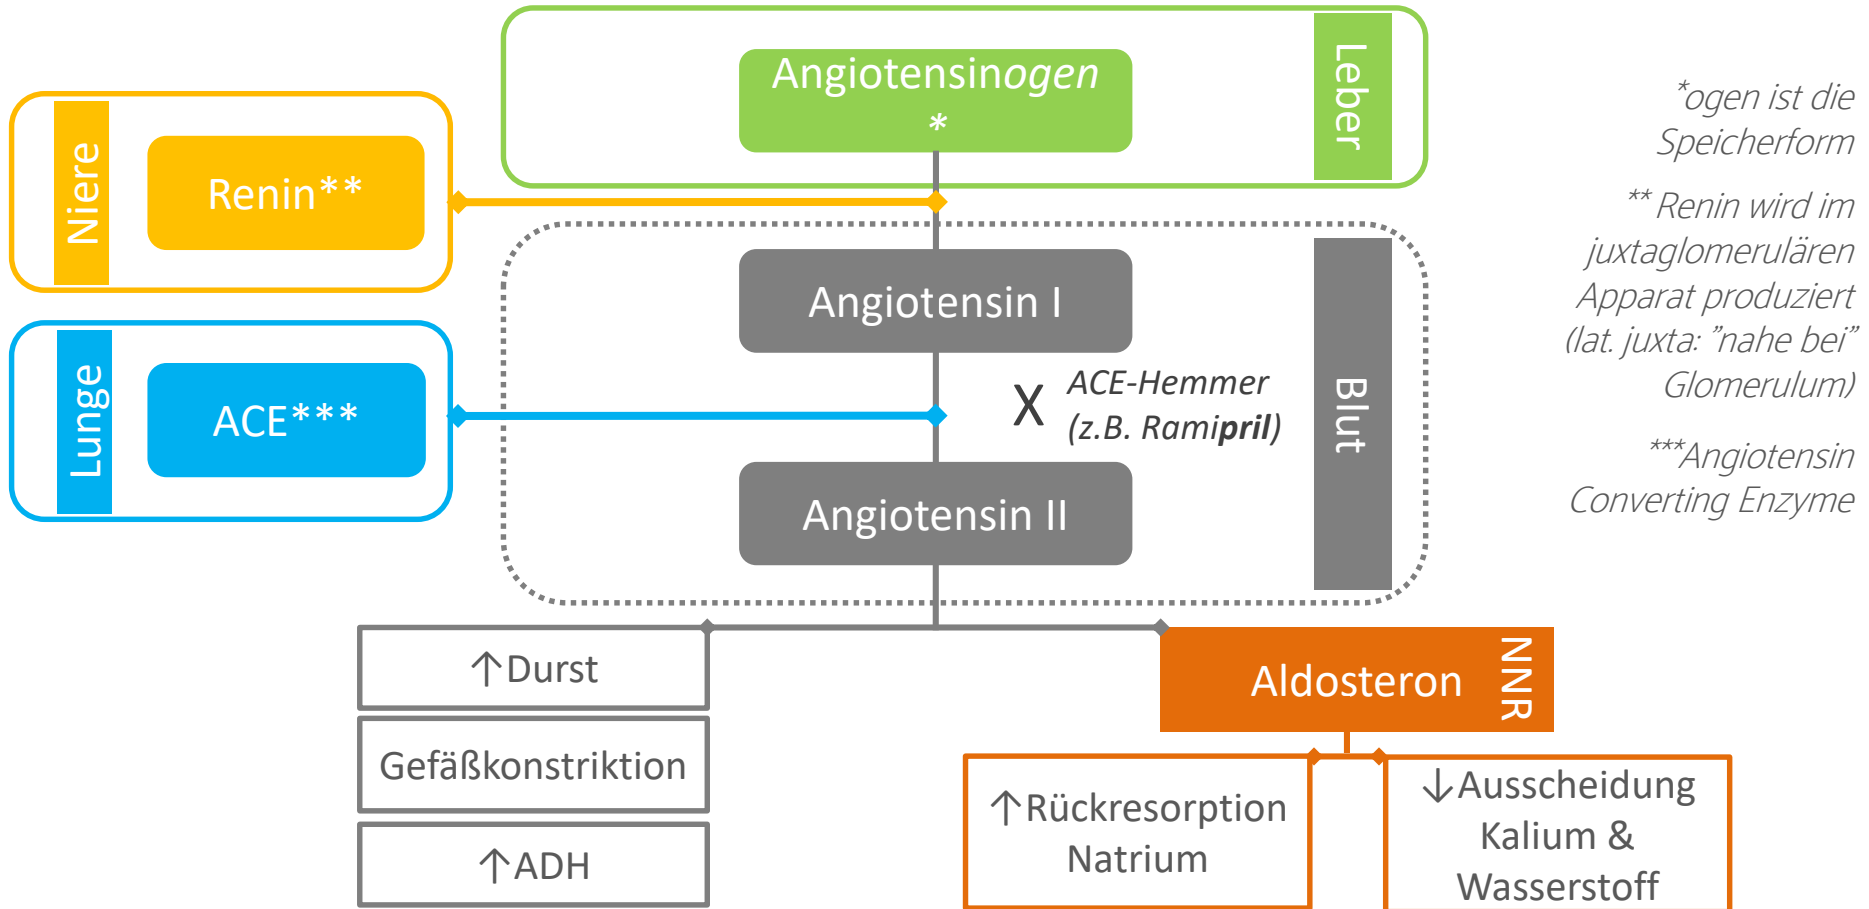 Angiotensinogen
*
Leber
Niere
Renin**
Angiotensin I
Lunge
ACE***
X
ACE-Hemmer
(z.B. Ramipril)
Blut
Angiotensin II
*ogen ist die
Speicherform
** Renin wird im
juxtaglomerulären
Apparat produziert
(lat. juxta: ”nahe bei”
Glomerulum)
***Angiotensin
Converting Enzyme
↑Durst
Gefäßkonstriktion
↑ADH
Aldosteron
NNR
↑Rückresorption
Natrium
↓Ausscheidung
Kalium &
Wasserstoff